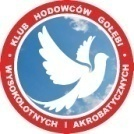 KLUB HODOWCÓW GOŁĘBI
WYSOKOLOTNYCH I AKROBATYCZNYCH